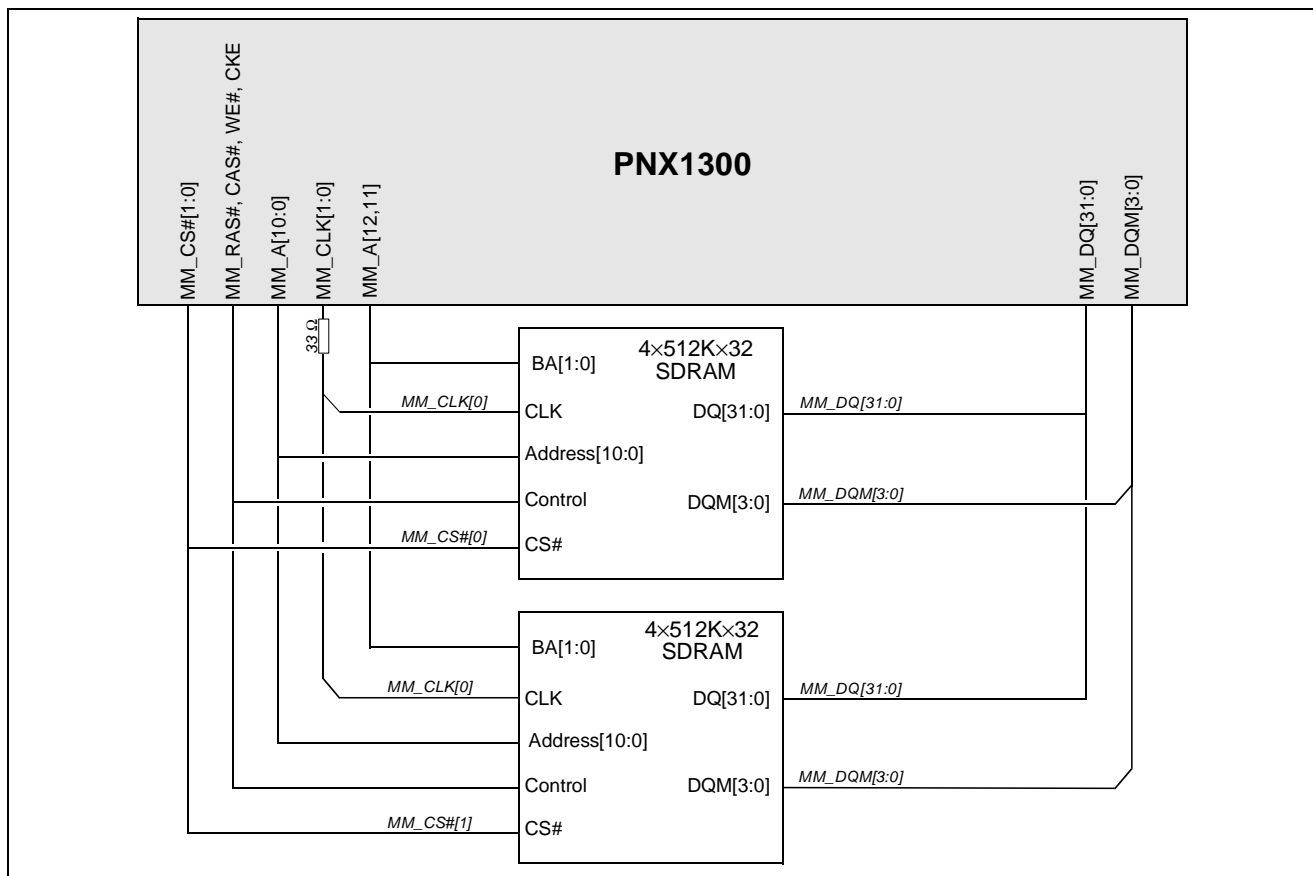 MM_CS#[1:0]
MM_RAS#, CAS#, WE#, CKE
MM_A[10:0]
MM_CLK[1:0]
MM_A[12,11]
PNX1300
MM_DQ[31:0]
MM_DQM[3:0]
33 Ω
4×512K×32
SDRAM
BA[1:0]
MM_CLK[0]
CLK
DQ[31:0]
MM_DQ[31:0]
Address[10:0]
Control
DQM[3:0]
MM_DQM[3:0]
MM_CS#[0]
CS#
4×512K×32
SDRAM
BA[1:0]
MM_CLK[0]
CLK
DQ[31:0]
MM_DQ[31:0]
Address[10:0]
Control
DQM[3:0]
MM_DQM[3:0]
MM_CS#[1]
CS#